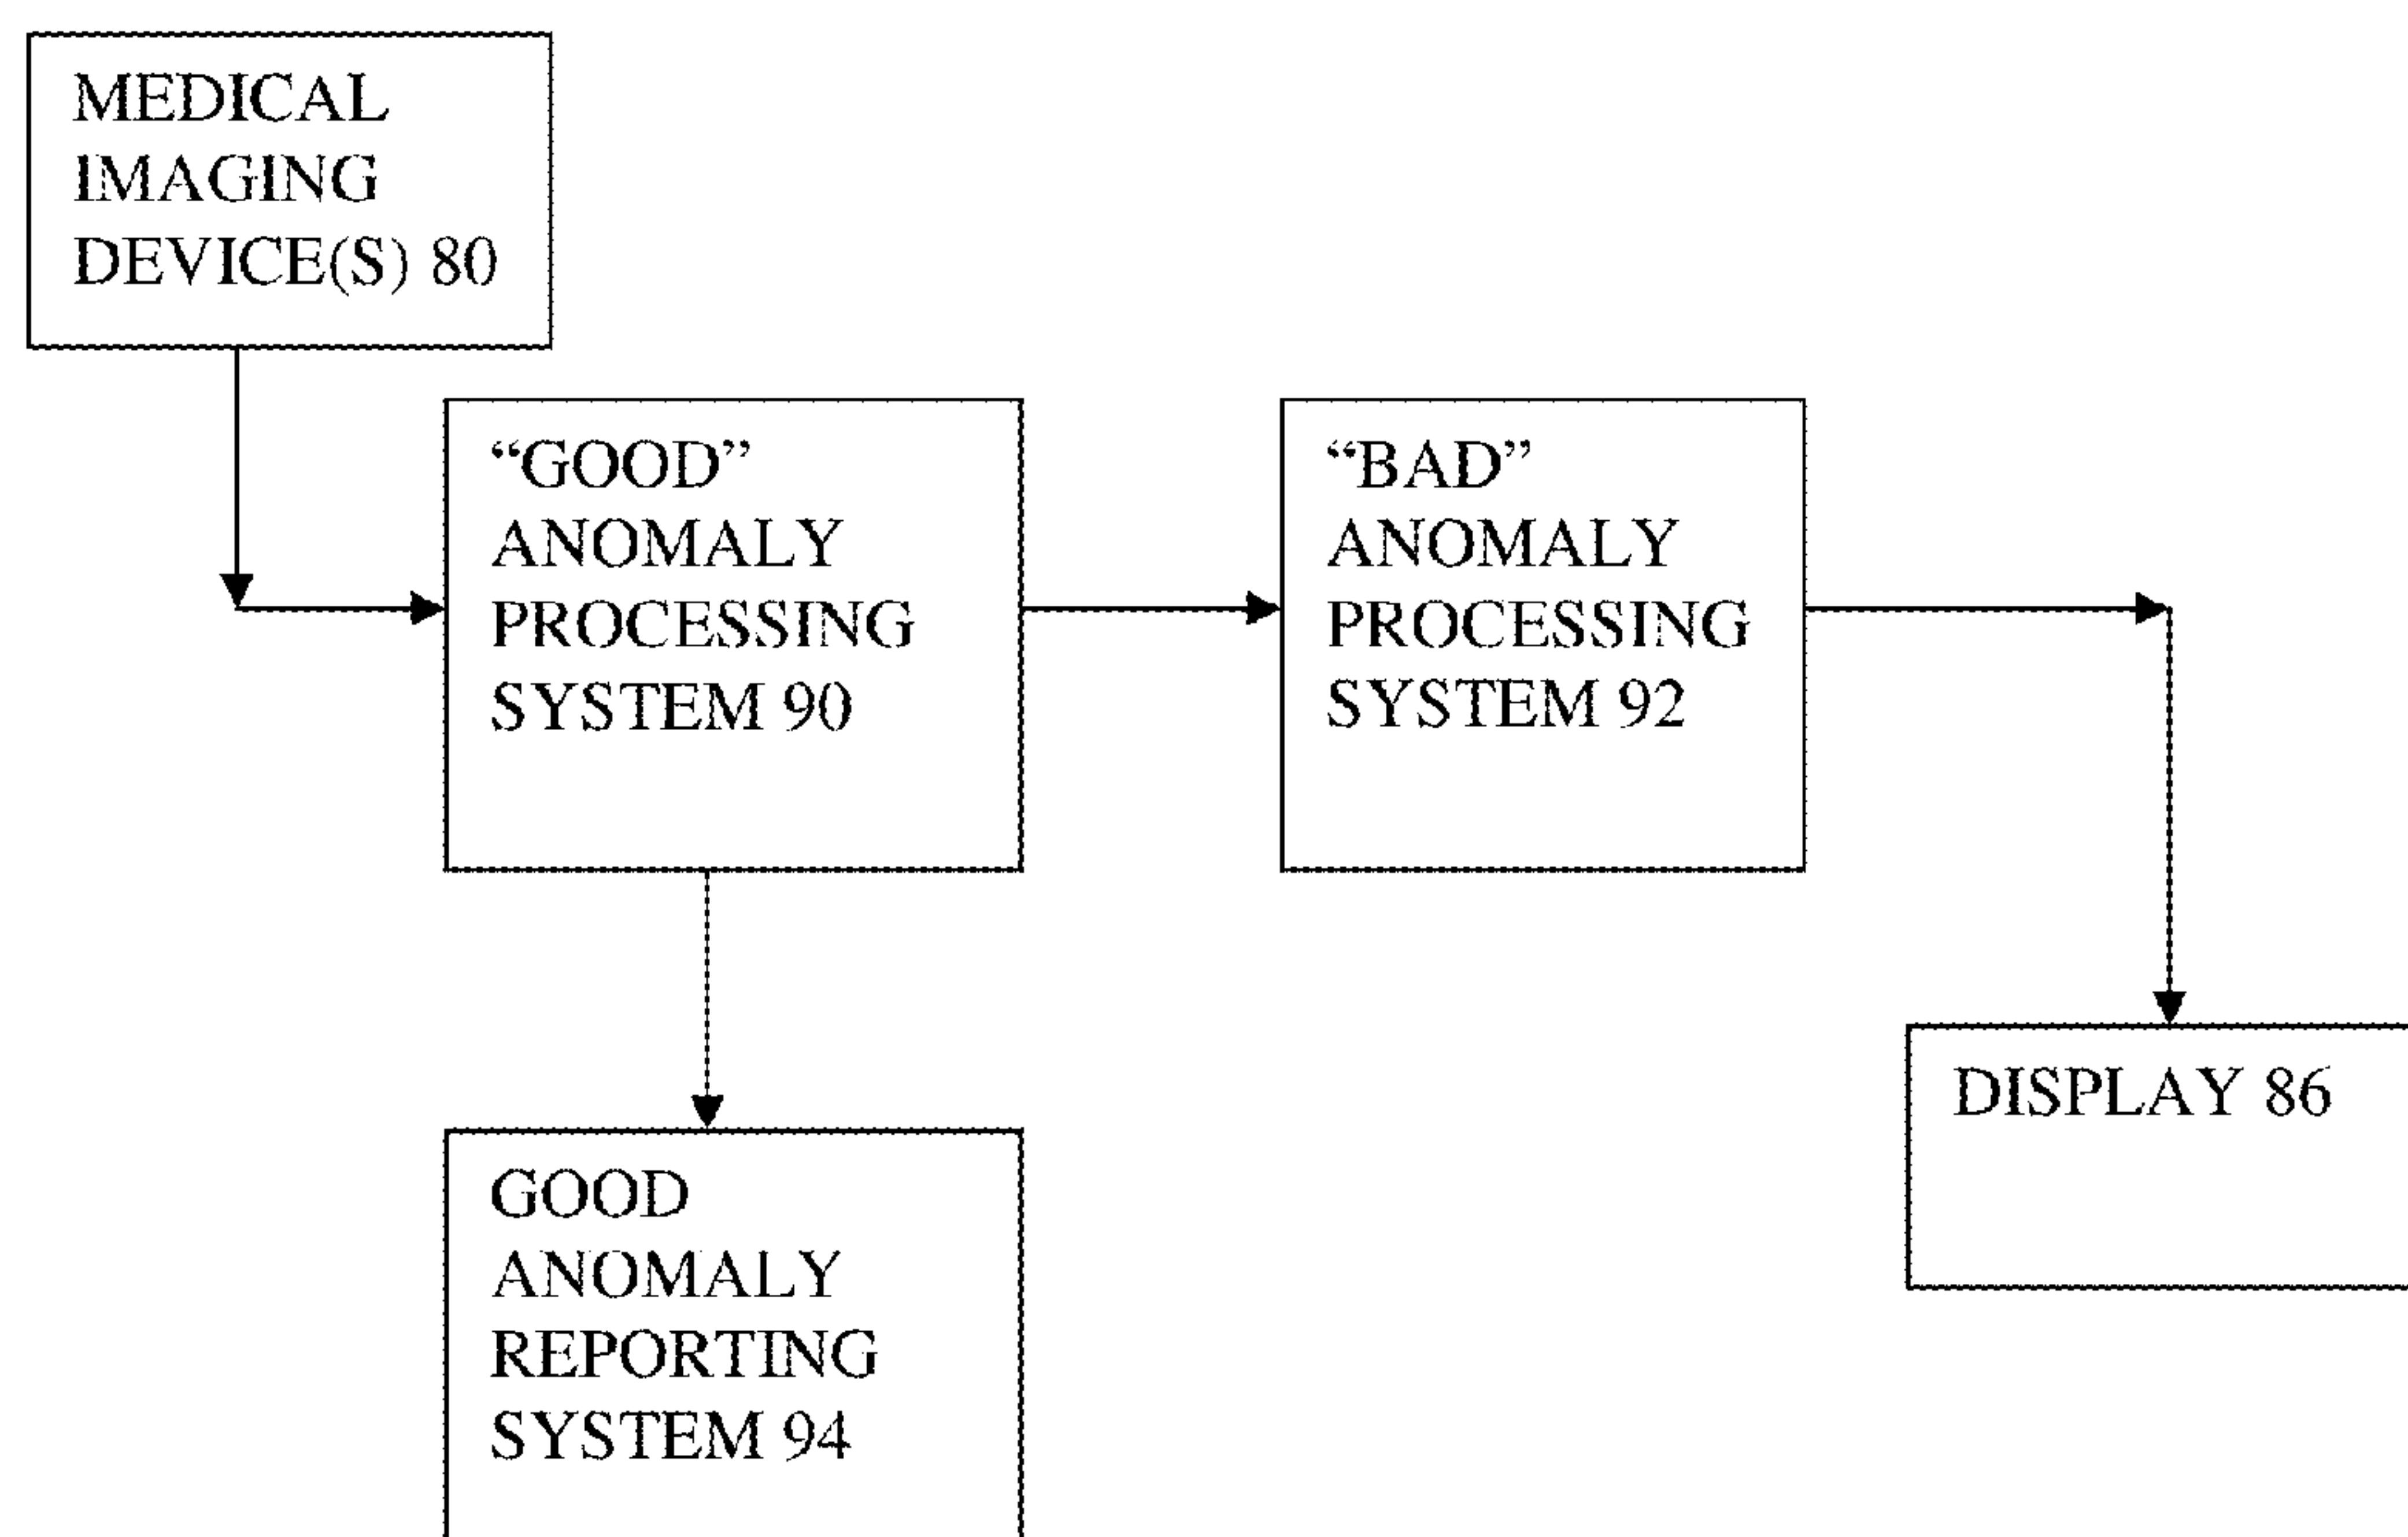 MEDICAL
IMAGING
DEVICE(S) 80
“GOOD”
ANOMALY
PROCESSING
SYSTEM 90
“BAD”
ANOMALY
PROCESSING
SYSTEM 92
DISPLAY 86
GOOD
ANOMALY
REPORTING
SYSTEM 94